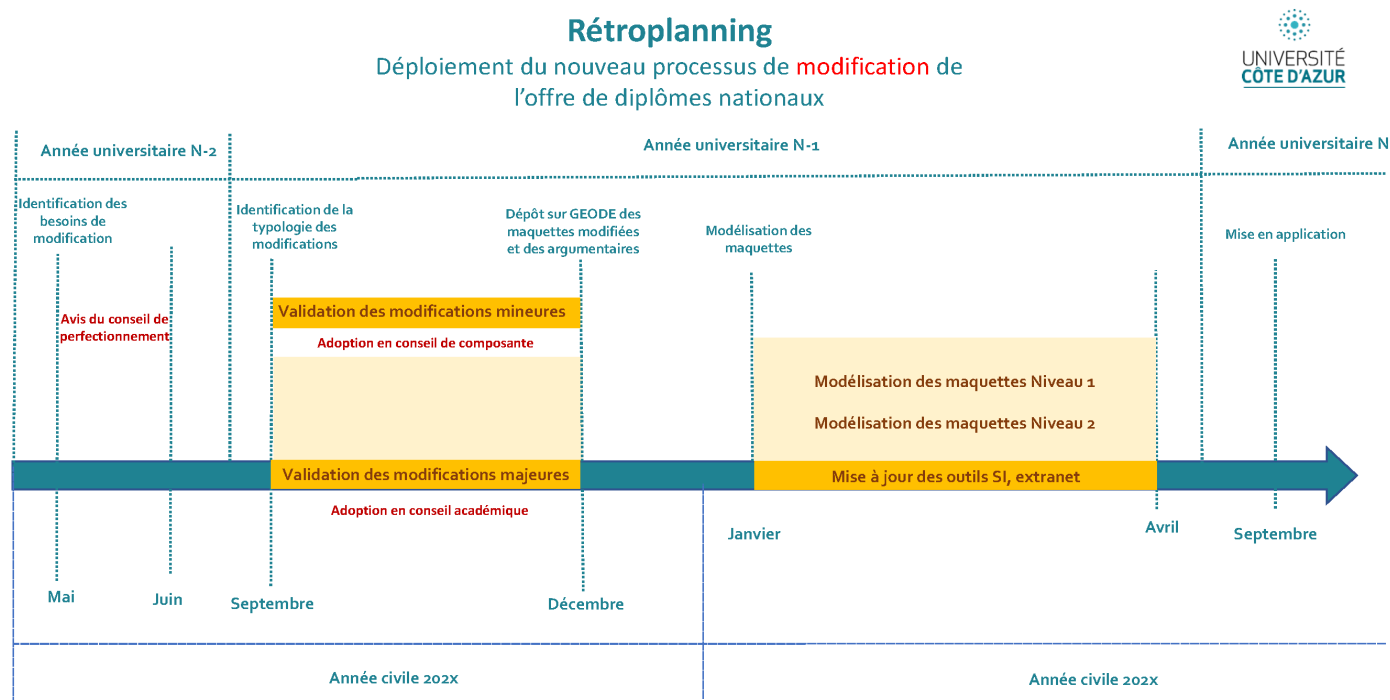 Rétroplanning
Déploiement du nouveau processus de modification de
l’offre de diplômes nationaux
UNIVERSITÉ
CÔTE D’AZUR
Année universitaire N-2
Année universitaire N-1
Année universitaire N
Identification des
besoins de
modification
Identification de la
typologie des
modifications
Dépôt sur GEODE des
maquettes modifiées
et des argumentaires
Modélisation des
maquettes
Mise en application
Avis du conseil de
perfectionnement
Validation des modifications mineures
Adoption en conseil de composante
Modélisation des maquettes Niveau 1
Modélisation des maquettes Niveau 2
Validation des modifications majeures
Mise à jour des outils SI, extranet
Adoption en conseil académique
Janvier
Avril
Septembre
Mai
Juin
Septembre
Décembre
Année civile 202x
Année civile 202x